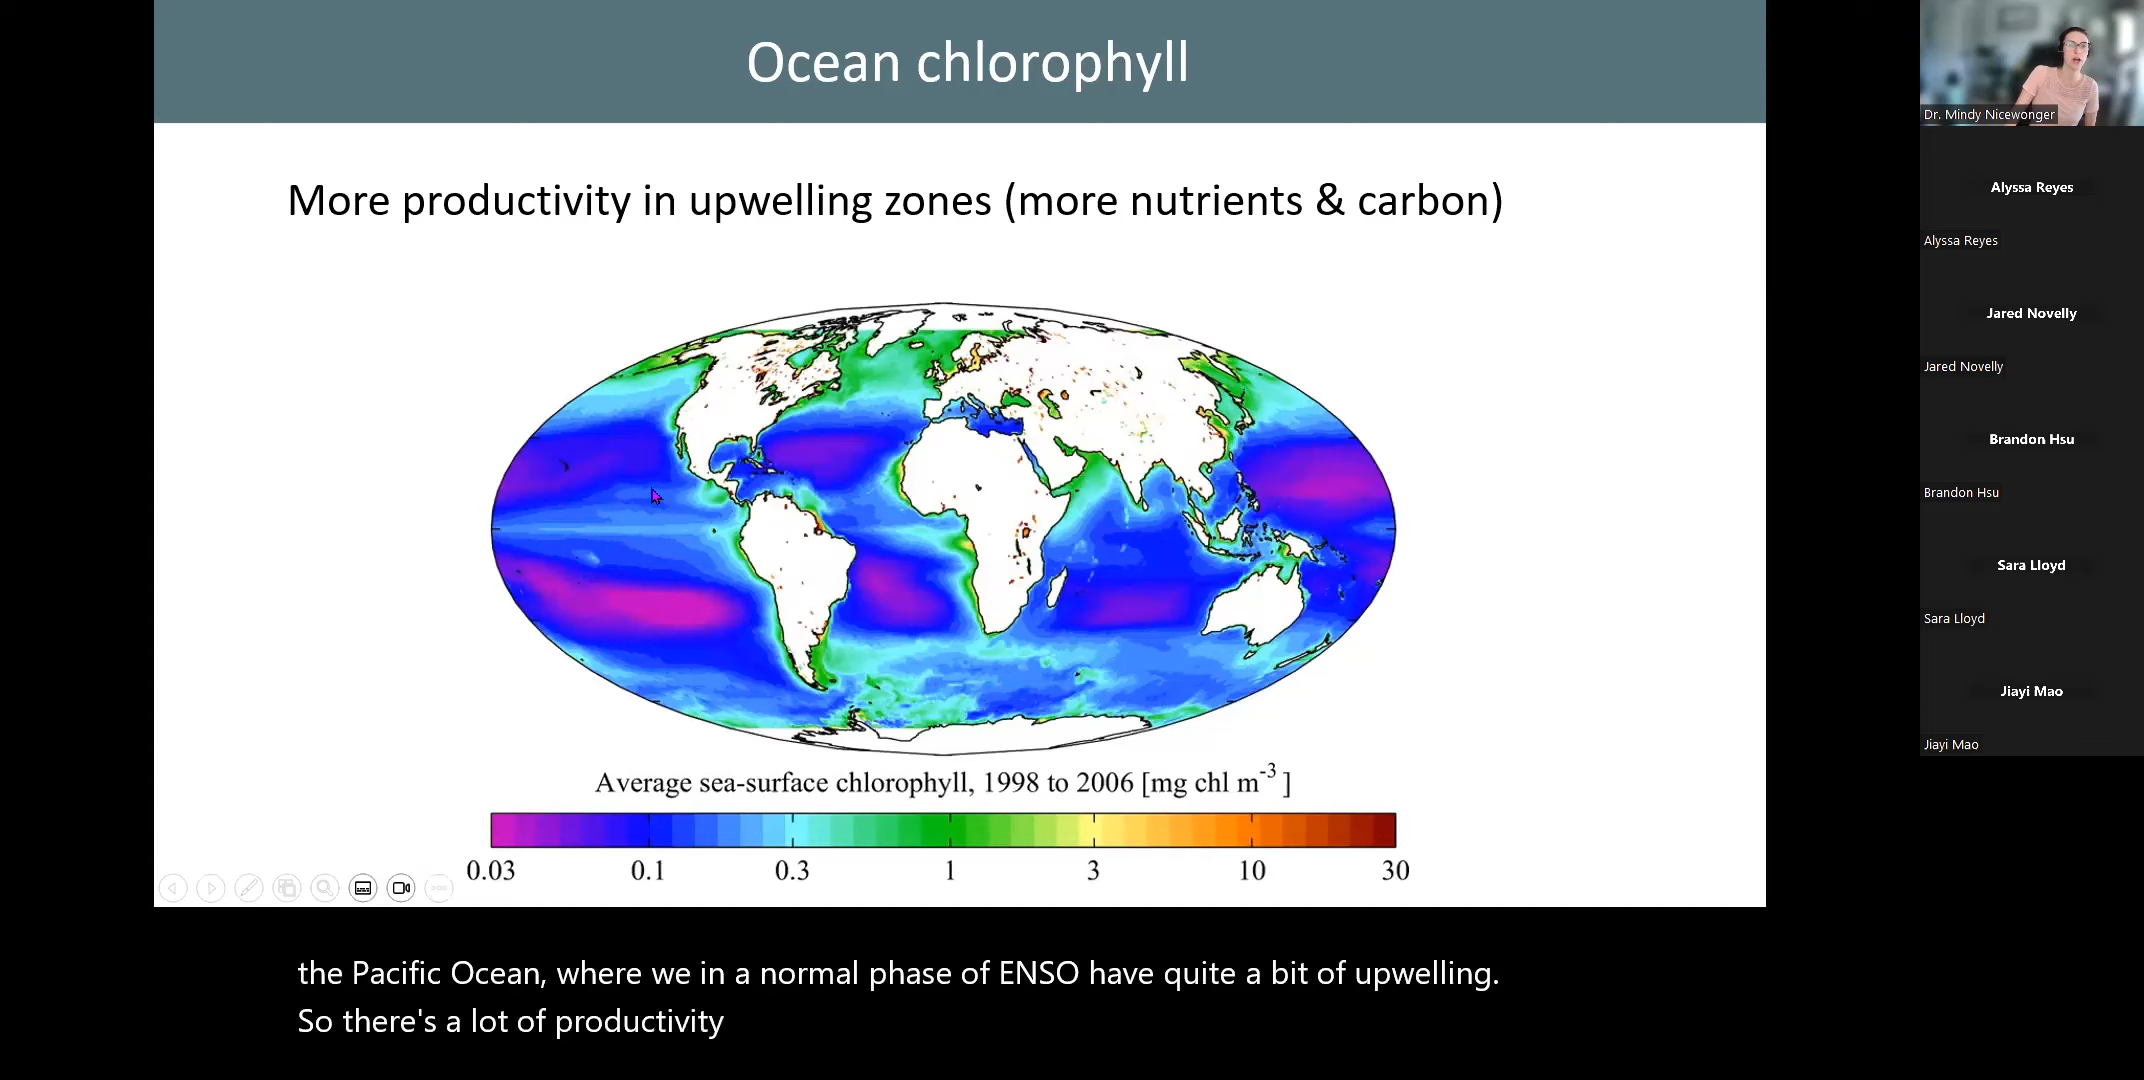 Ocean chlorophyll
More productivity in upwelling zones (more nutrients & carbon)
Average sea-surface chlorophyll, 1998 to 2006 [mg chl m-3 ]
0.03 0.1 0.3 1 3 10 30
the Pacific Ocean, where we in a normal phase of ENSO have quite a bit of upwelling.
So there's a lot of productivity
Dr. Mindy Nicewonger
Alyssa Reyes
Alyssa Reyes
Jared Novelly
Jared Novelly
Brandon Hsu
Brandon Hsu
Sara Lloyd
Sara Lloyd
Jiayi Mao
Jiayi Mao